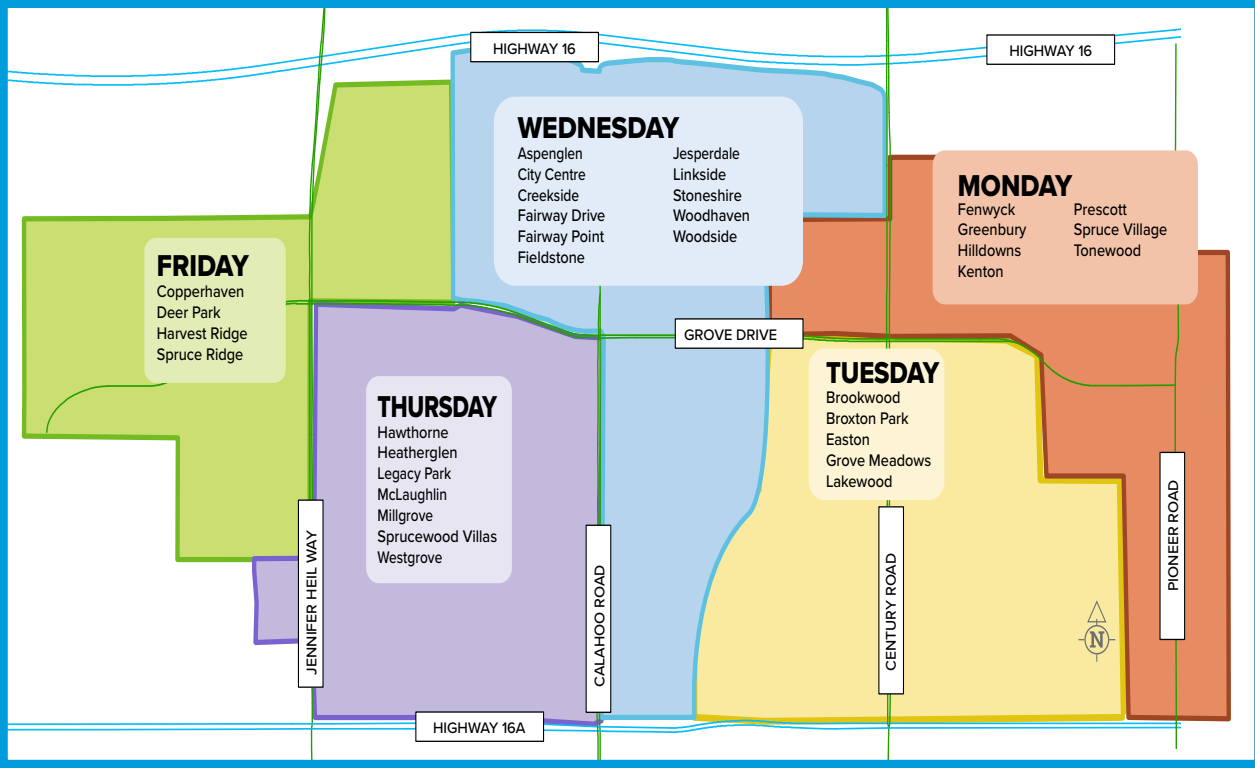 HIGHWAY 16
HIGHWAY 16
WEDNESDAY
Aspenglen
City Centre
Creekside
Fairway Drive
Fairway Point
Fieldstone
Jesperdale
Linkside
Stoneshire
Woodhaven
Woodside
MONDAY
Fenwyck
Greenbury
Hilldowns
Kenton
Prescott
Spruce Village
Tonewood
FRIDAY
Copperhaven
Deer Park
Harvest Ridge
Spruce Ridge
GROVE DRIVE
THURSDAY
Hawthorne
Heatherglen
Legacy Park
McLaughlin
Millgrove
Sprucewood Villas
Westgrove
TUESDAY
Brookwood
Broxton Park
Easton
Grove Meadows
Lakewood
JENNIFER HEIL WAY
CALAHOO ROAD
CENTURY ROAD
PIONEER ROAD
N
HIGHWAY 16A